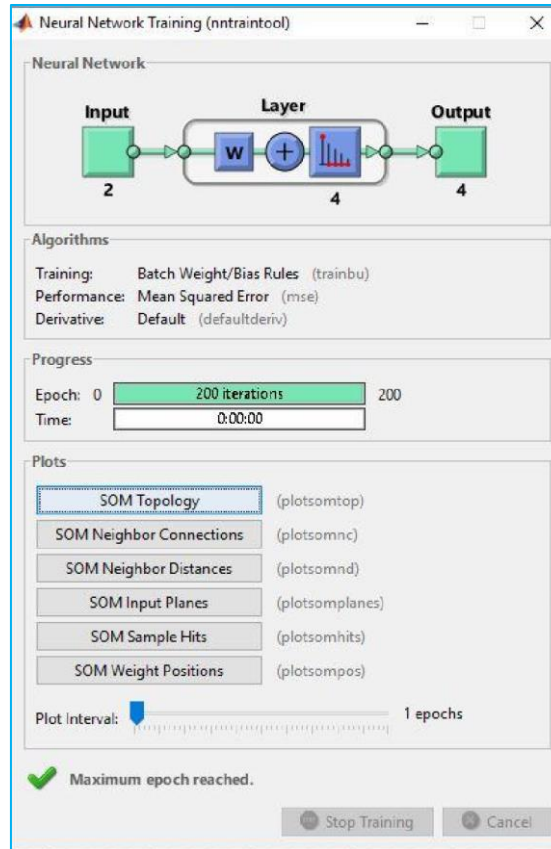 Neural Network Training (nntraintool)
Neural Network
Input Layer Output
W +
2 4 4
Algorithms
Training: Batch Weight/Bias Rules (trainbu)
Performance: Mean Squared Error (mse)
Derivative: Default (defaultderiv)
Progress
Epoch: 0 200 iterations 200
Time: 0:00:00
Plots
SOM Topology (plotsomtop)
SOM Neighbor Connections (plotsomnc)
SOM Neighbor Distances (plotsomnd)
SOM Input Planes (plotsomplanes)
SOM Sample Hits (plotsomhits)
SOM Weight Positions (plotsompos)
Plot Interval: 1 epochs
Maximum epoch reached.
Stop Training Cancel